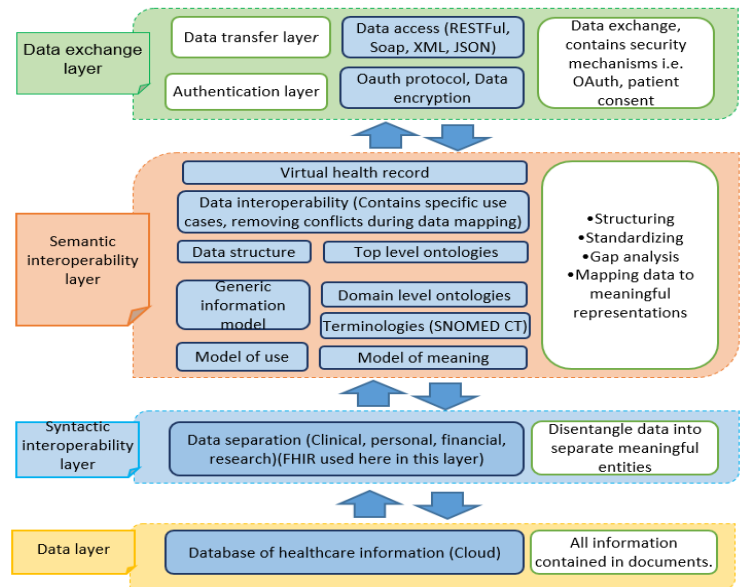 Data exchange
layer
Data transfer layer
Authentication layer
Data access (RESTFul,
Soap, XML, JSON)
Oauth protocol, Data
encryption
Data exchange,
contains security
mechanisms i.e.
OAuth, patient
consent
Semantic
interoperability
layer
Virtual health record
Data interoperability (Contains specific use
cases, removing conflicts during data mapping)
Data structure
Top level ontologies
Generic
information
model
Domain level ontologies
Terminologies (SNOMED CT)
Model of use
Model of meaning
•Structuring
•Standardizing
•Gap analysis
•Mapping data to
meaningful
representations
Syntactic
interoperability
layer
Data separation (Clinical, personal, financial,
research)(FHIR used here in this layer)
Disentangle data into
separate meaningful
entities
Data layer
Database of healthcare information (Cloud)
All information
contained in documents.